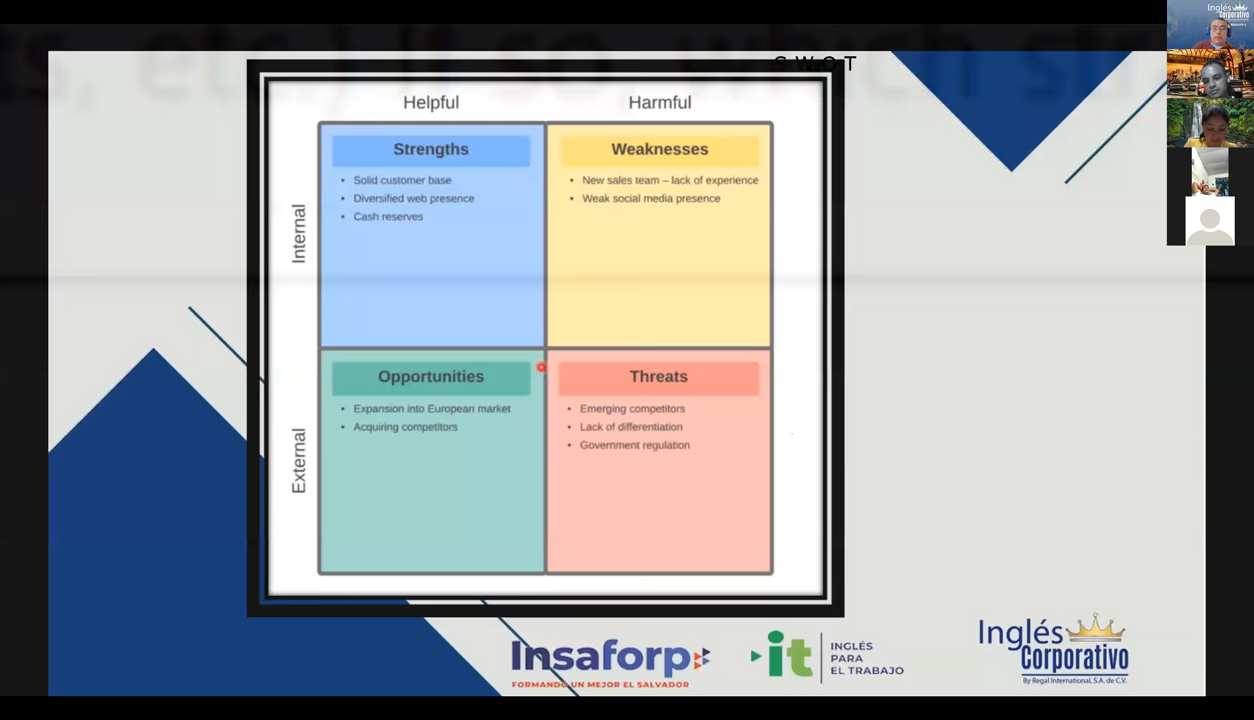 S W O T
Helpful
Harmful
Internal
Strengths
• Solid customer base
• Diversified web presence
• Cash reserves
Weaknesses
• New sales team – lack of experience
• Weak social media presence
External
Opportunities
• Expansion into European market
• Acquiring competitors
Threats
• Emerging competitors
• Lack of differentiation
• Government regulation
Insaforp
FORMANDO UN MEJOR EL SALVADOR
it
INGLÉS
PARA
EL TRABAJO
Inglés
Corporativo
By Regal International, S.A. de C.V.
Inglés
Corporativo